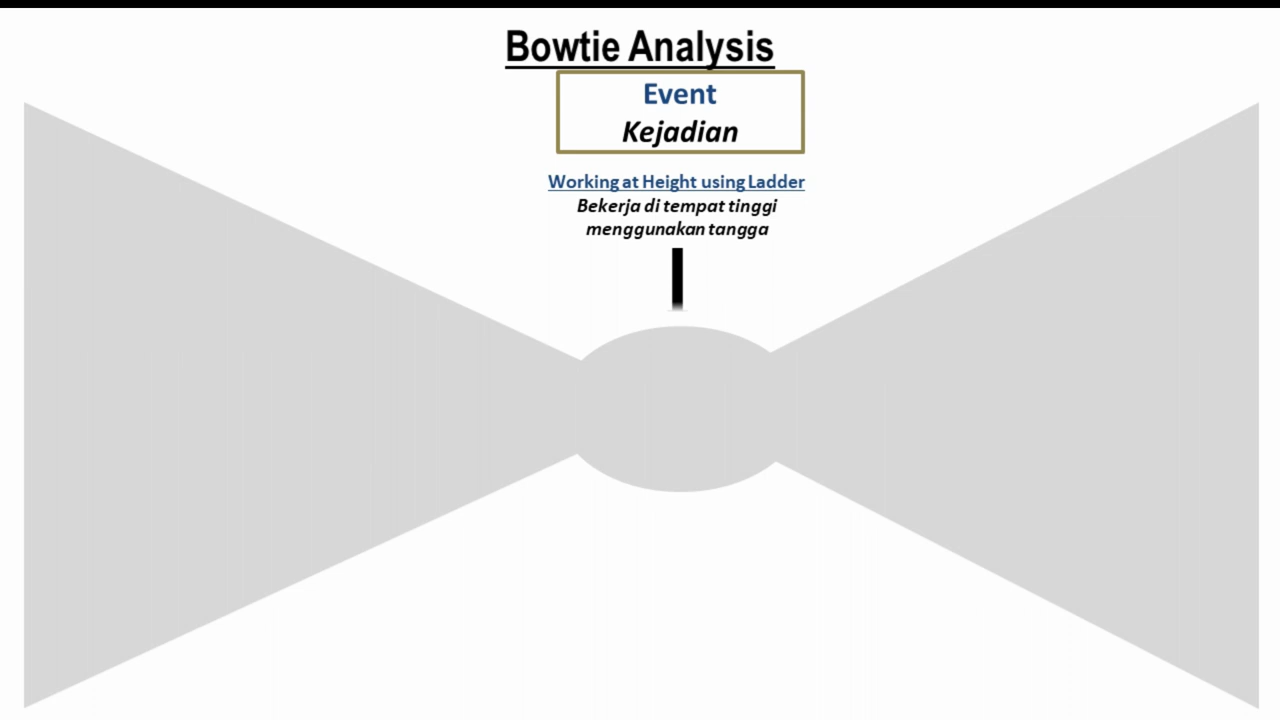 Bowtie Analysis
Event
Kejadian
Working at Height using Ladder
Bekerja di tempat tinggi
menggunakan tangga